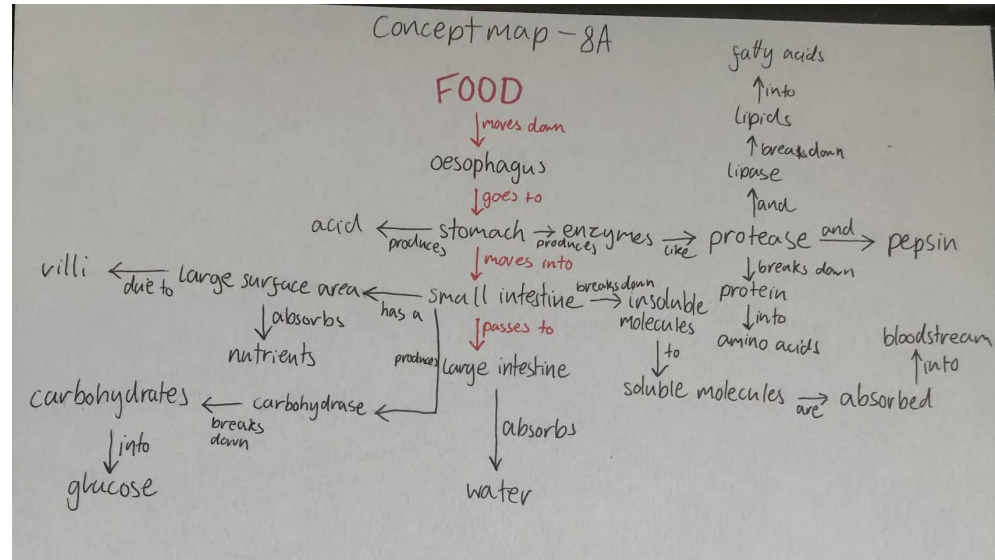 Concept map - 8A
FOOD
moves down
oesophagus
goes to
acid
produces
stomach
produces
enzymes
like
protease
and
pepsin
and
lipase
breaks down
lipids
into
fatty acids
breaks down
protein
into
amino acids
moves into
small intestine
has a
large surface area
due to
villi
absorbs
nutrients
breaks down
insoluble
molecules
to
soluble molecules
are
absorbed
into
bloodstream
produces
carbohydrase
breaks
down
carbohydrates
into
glucose
passes to
large intestine
absorbs
water